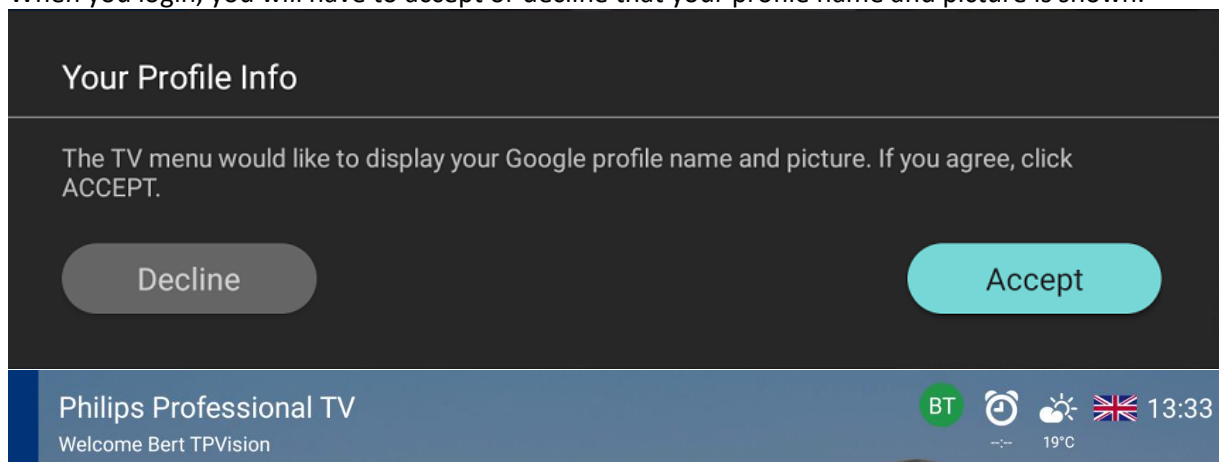 When you login, you will have to accept or decline that your profile name and picture is shown.
Your Profile Info
The TV menu would like to display your Google profile name and picture. If you agree, click
ACCEPT.
Decline
Accept
Philips Professional TV
BT
13:33
Welcome Bert TPVision
--:--
19°C